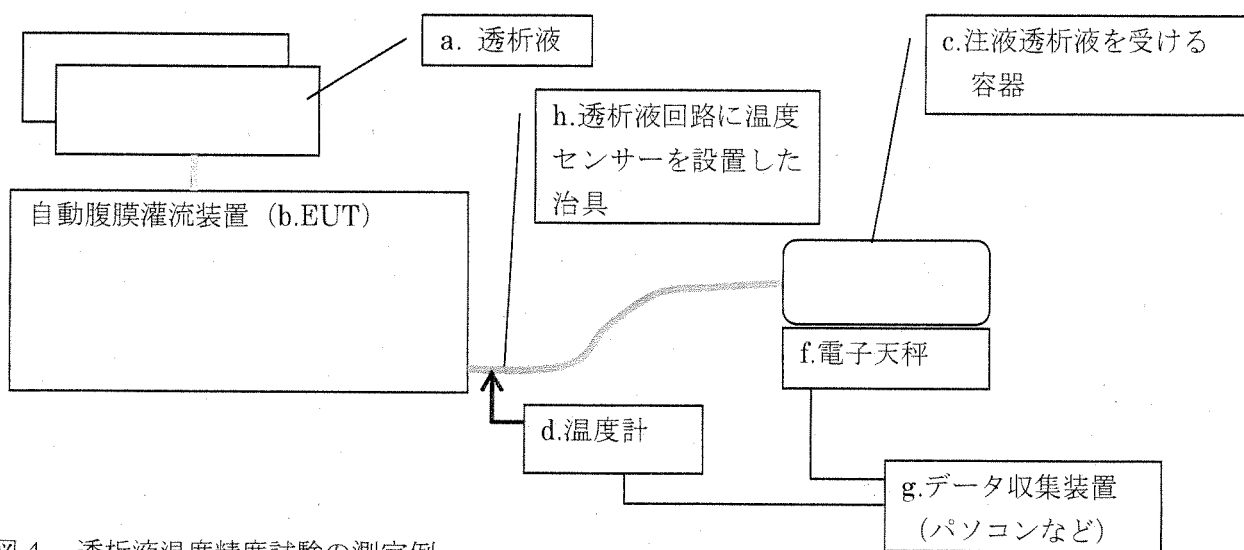 a. 透析液
c.注液透析液を受ける
容器
h.透析液回路に温度
センサーを設置した
治具
自動腹膜灌流装置（b.EUT）
f.電子天秤
d.温度計
g.データ収集装置
（パソコンなど）
図4 透析液温度精度試験の測定例